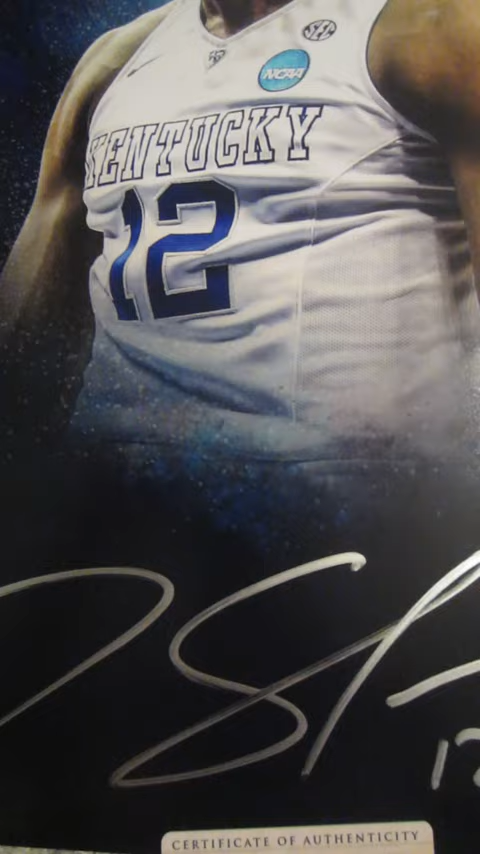 SEC
NCAA
KENTUCKY
12
12
CERTIFICATE OF AUTHENTICITY